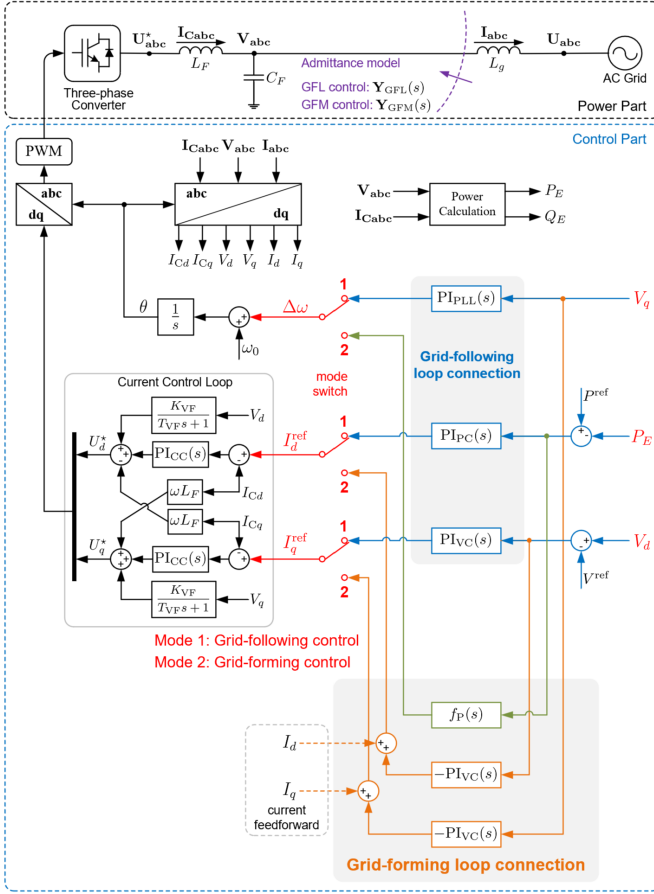 U⋆abc
ICabc
Vabc
Iabc
Uabc
LF
CF
Lg
AC Grid
Three-phase
Converter
Admittance model
GFL control: YGFL(s)
GFM control: YGFM(s)
Power Part
Control Part
PWM
abc
dq
ICabc Vabc Iabc
abc
dq
ICd ICq Vd Vq Id Iq
Vabc
ICabc
Power
Calculation
PE
QE
θ
1/s
+
+
Δω
ω0
1
2
PIPLL(s)
Vq
Grid-following
loop connection
mode
switch
Pref
Current Control Loop
KVF
TVFs+1
Vd
U⋆d
+
+
-
PICC(s)
+
-
Irefd
1
2
PIPC(s)
+
-
PE
ωLF
ICd
ωLF
ICq
U⋆q
+
+
+
PICC(s)
+
-
Irefq
1
2
PIVC(s)
+
-
Vd
Vref
KVF
TVFs+1
Vq
Mode 1: Grid-following control
Mode 2: Grid-forming control
fP(s)
Id
+
+
−PIVC(s)
Iq
+
+
current
feedforward
−PIVC(s)
Grid-forming loop connection